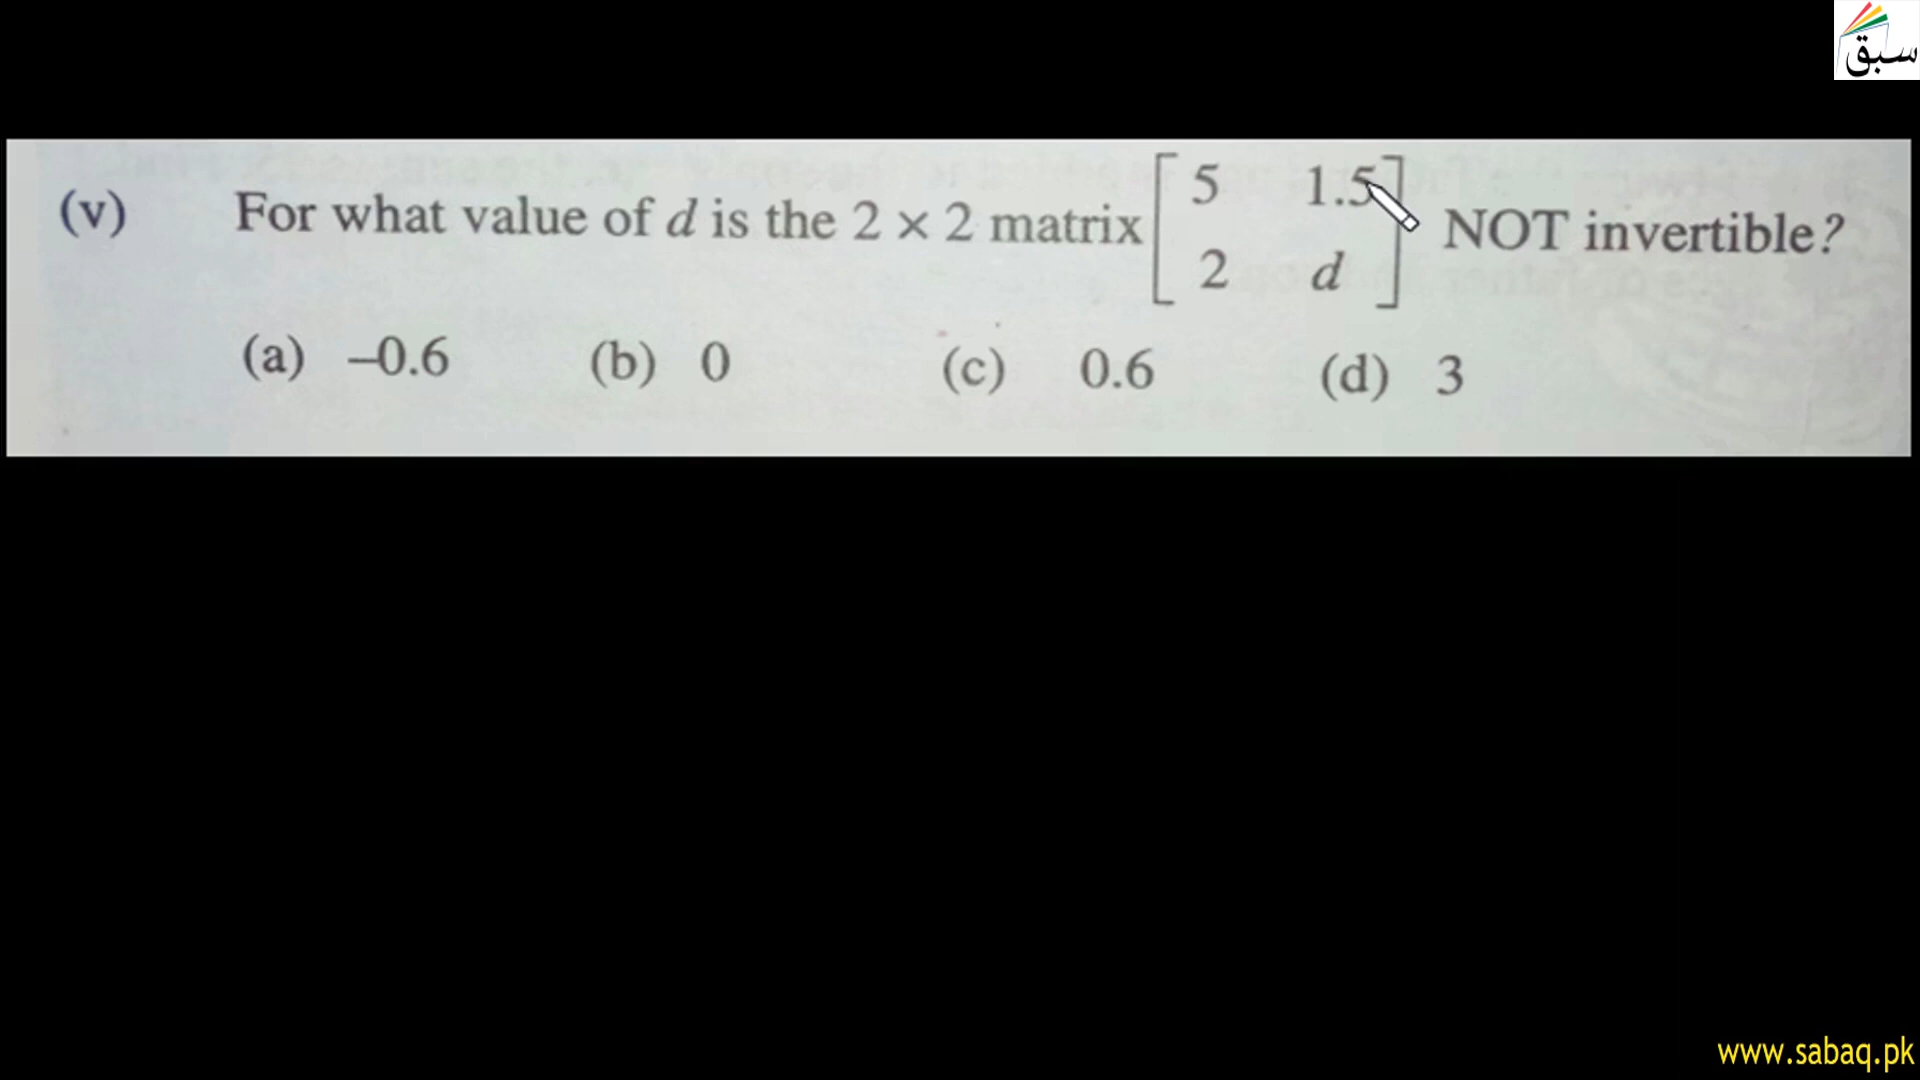 سبق
(v) For what value of d is the 2 × 2 matrix [ 5 1.5 ] NOT invertible?
2 d
(a) –0.6 (b) 0 (c) 0.6 (d) 3
www.sabaq.pk